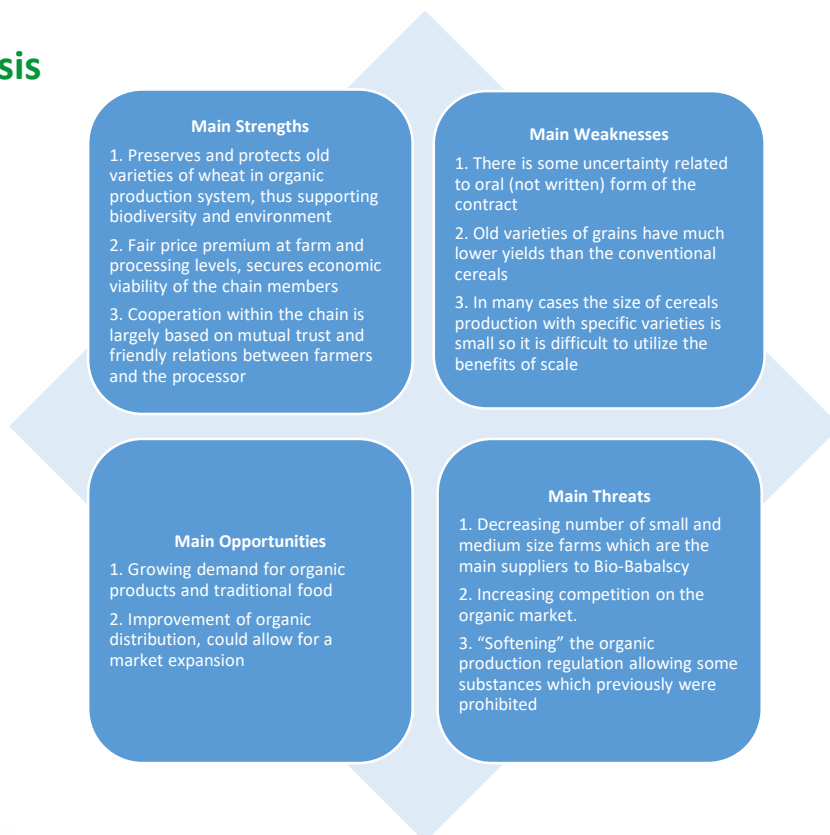 sis
Main Strengths
1. Preserves and protects old
varieties of wheat in organic
production system, thus supporting
biodiversity and environment
2. Fair price premium at farm and
processing levels, secures economic
viability of the chain members
3. Cooperation within the chain is
largely based on mutual trust and
friendly relations between farmers
and the processor
Main Weaknesses
1. There is some uncertainty related
to oral (not written) form of the
contract
2. Old varieties of grains have much
lower yields than the conventional
cereals
3. In many cases the size of cereals
production with specific varieties is
small so it is difficult to utilize the
benefits of scale
Main Opportunities
1. Growing demand for organic
products and traditional food
2. Improvement of organic
distribution, could allow for a
market expansion
Main Threats
1. Decreasing number of small and
medium size farms which are the
main suppliers to Bio-Babalscy
2. Increasing competition on the
organic market.
3. “Softening” the organic
production regulation allowing some
substances which previously were
prohibited